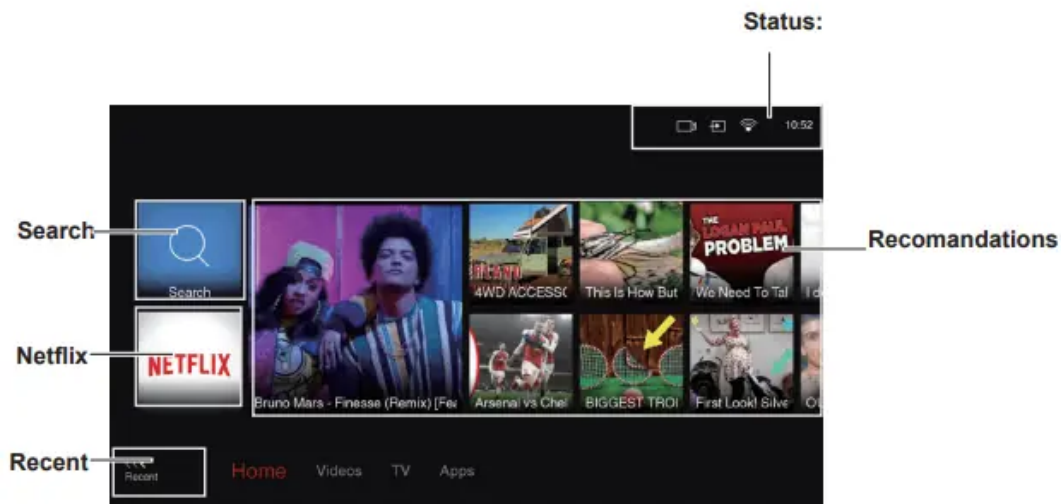 Status:
10:52
Search
Recomandations
THE
LOGAN PAUL
PROBLEM
Search
4WD ACCESSO
This Is How But
We Need To Tal
I d
Netflix
NETFLIX
Bruno Mars - Finesse (Remix) [Fea
Arsenal vs Chel
BIGGEST TROL
First Look! Silve
Recent
Recent
Home
Videos
TV
Apps